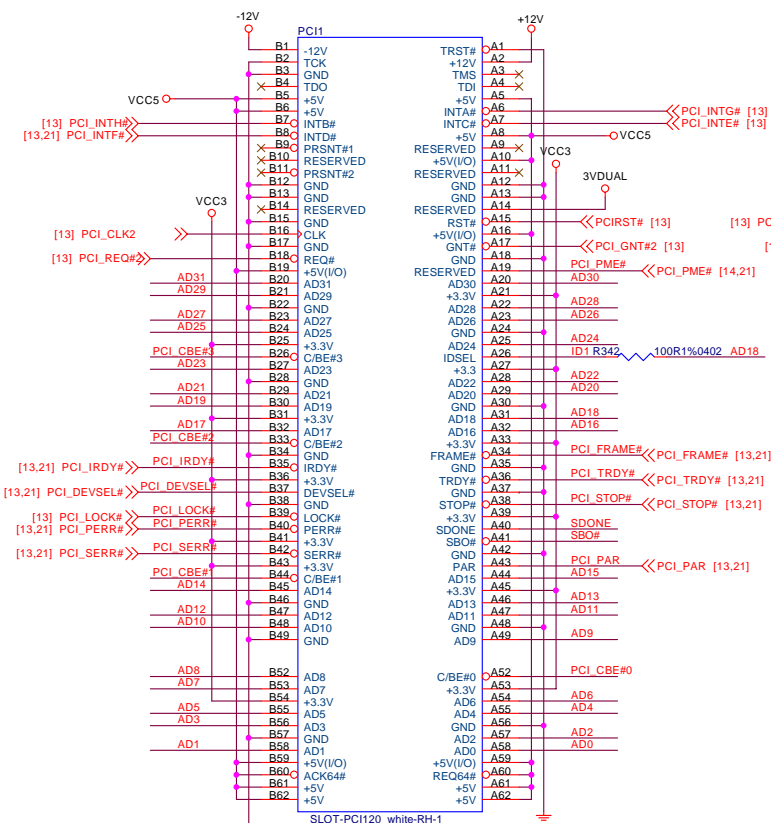 -12V
+12V
PCI1
B1 -12V TRST# A1
B2 TCK +12V A2
B3 GND TMS A3
B4 TDO TDI A4
VCC5 B5 +5V +5V A5
B6 +5V INTA# A6 PCI_INTG# [13]
[13] PCI_INTH# B7 INTB# INTC# A7 PCI_INTE# [13]
[13,21] PCI_INTF# B8 INTD# +5V A8 VCC5
B9 PRSNT#1 RESERVED A9
B10 RESERVED +5V(I/O) A10 VCC3
B11 PRSNT#2 RESERVED A11
B12 GND GND A12 3VDUAL
B13 GND GND A13
VCC3 B14 RESERVED RESERVED A14
B15 GND RST# A15 PCIRST# [13] [13] PC
[13] PCI_CLK2 B16 CLK +5V(I/O) A16
B17 GND GNT# A17 PCI_GNT#2 [13]
[13] PCI_REQ#2 B18 REQ# GND A18
B19 +5V(I/O) RESERVED A19 PCI_PME# PCI_PME# [14,21]
AD31 B20 AD31 AD30 A20 AD30
AD29 B21 AD29 +3.3V A21
B22 GND AD28 A22 AD28
AD27 B23 AD27 AD26 A23 AD26
AD25 B24 AD25 GND A24
B25 +3.3V AD24 A25 AD24
PCI_CBE#3 B26 C/BE#3 IDSEL A26 ID1 R342 100R1%0402 AD18
AD23 B27 AD23 +3.3 A27
B28 GND AD22 A28 AD22
AD21 B29 AD21 AD20 A29 AD20
AD19 B30 AD19 GND A30
B31 +3.3V AD18 A31 AD18
AD17 B32 AD17 AD16 A32 AD16
PCI_CBE#2 B33 C/BE#2 +3.3V A33
B34 GND FRAME# A34 PCI_FRAME# PCI_FRAME# [13,21]
[13,21] PCI_IRDY# PCI_IRDY# B35 IRDY# GND A35
B36 +3.3V TRDY# A36 PCI_TRDY# PCI_TRDY# [13,21]
[13,21] PCI_DEVSEL# PCI_DEVSEL# B37 DEVSEL# GND A37
B38 GND STOP# A38 PCI_STOP# PCI_STOP# [13,21]
[13] PCI_LOCK# PCI_LOCK# B39 LOCK# +3.3V A39
[13,21] PCI_PERR# PCI_PERR# B40 PERR# SDONE A40 SDONE
B41 +3.3V SBO# A41 SBO#
[13,21] PCI_SERR# PCI_SERR# B42 SERR# GND A42
B43 +3.3V PAR A43 PCI_PAR PCI_PAR [13,21]
PCI_CBE#1 B44 C/BE#1 AD15 A44 AD15
AD14 B45 AD14 +3.3V A45
B46 GND AD13 A46 AD13
AD12 B47 AD12 AD11 A47 AD11
AD10 B48 AD10 GND A48
B49 GND AD9 A49 AD9
AD8 B52 AD8 C/BE#0 A52 PCI_CBE#0
AD7 B53 AD7 +3.3V A53
B54 +3.3V AD6 A54 AD6
AD5 B55 AD5 AD4 A55 AD4
AD3 B56 AD3 GND A56
B57 GND AD2 A57 AD2
AD1 B58 AD1 AD0 A58 AD0
B59 +5V(I/O) +5V(I/O) A59
B60 ACK64# REQ64# A60
B61 +5V +5V A61
B62 +5V +5V A62
SLOT-PCI120_white-RH-1